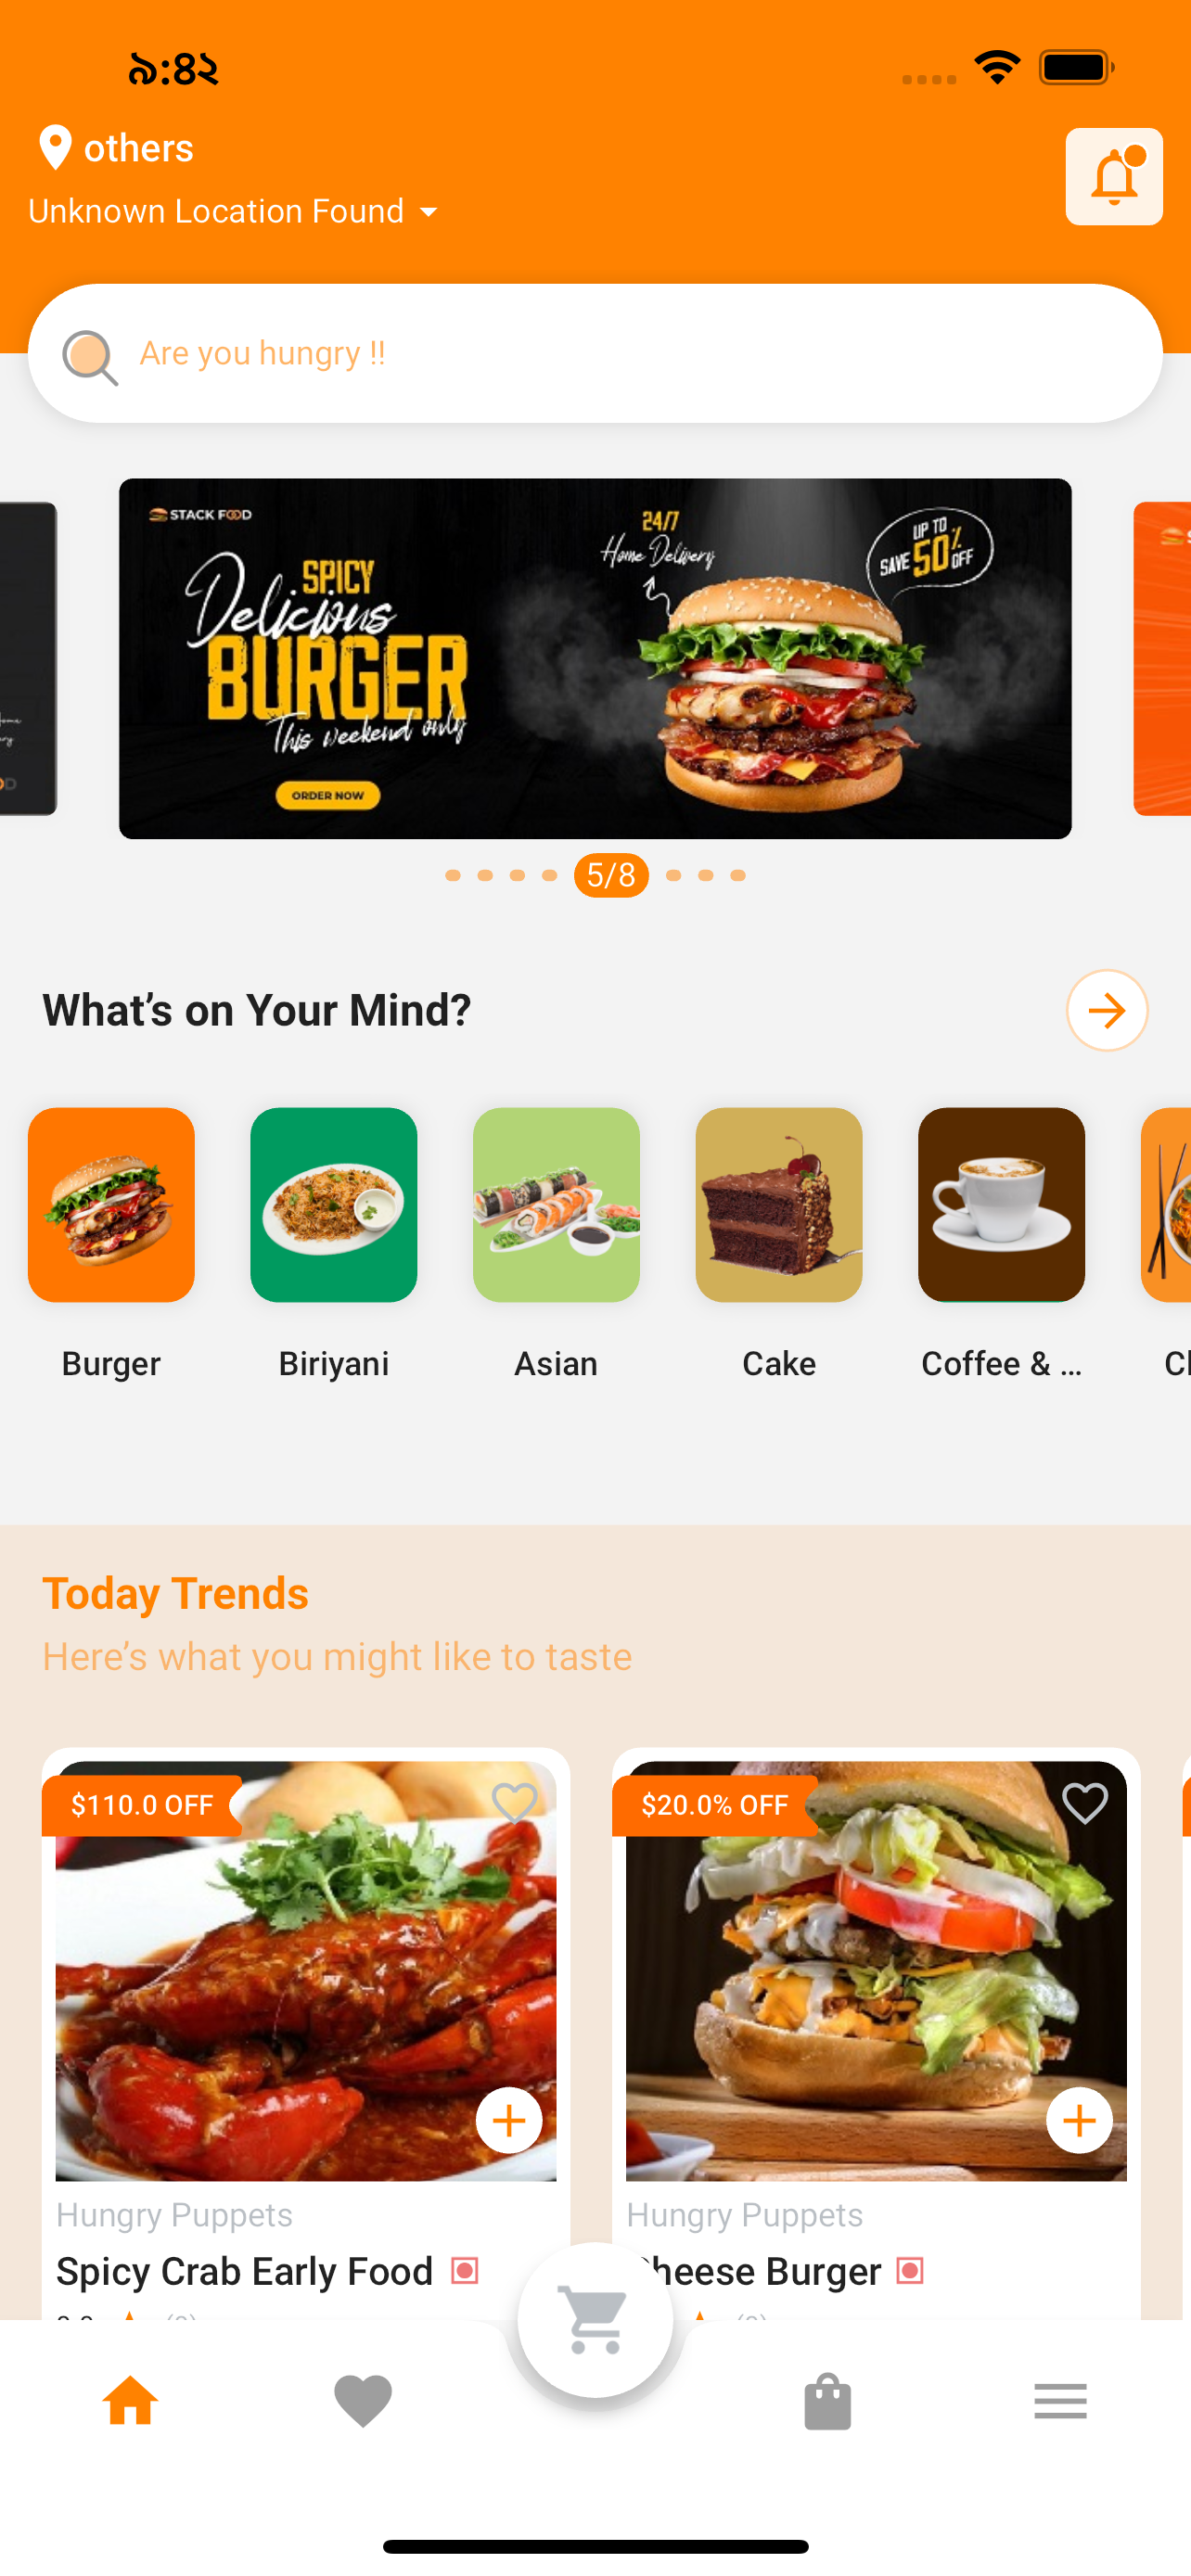 ৯:৪২
others
Unknown Location Found
Are you hungry !!
STACK FOOD
24/7
Home Delivery
UP TO
SAVE 50% OFF
SPICY
Delicious
BURGER
This weekend only
ORDER NOW
5/8
What's on Your Mind?
Burger
Biriyani
Asian
Cake
Coffee & ...
Today Trends
Here's what you might like to taste
$110.0 OFF
$20.0% OFF
Hungry Puppets
Hungry Puppets
Spicy Crab Early Food
heese Burger